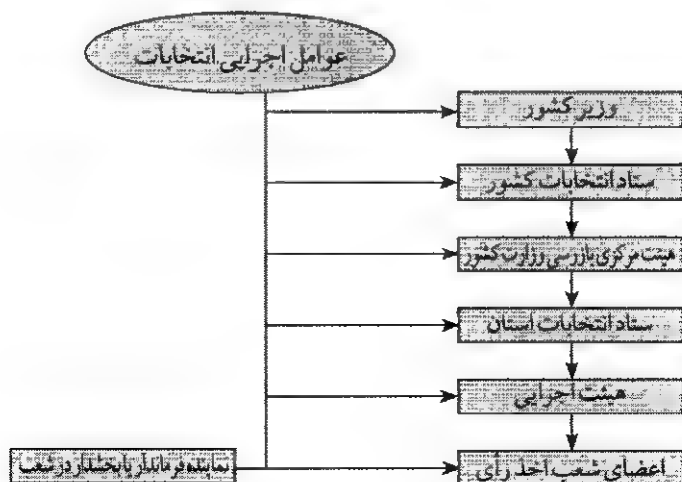 عوامل اجرایی انتخابات
وزیر کشور
ستاد انتخابات کشور
هیئت مرکزی بازرسی وزارت کشور
ستاد انتخابات استان
هیئت اجرایی
اعضای شعب اخذ رأی
نماینده فرماندار یا بخشدار در شعب